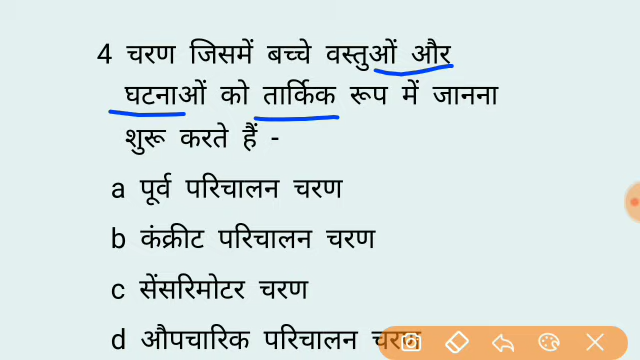 4 चरण जिसमें बच्चे वस्तुओं और
घटनाओं को तार्किक रूप में जानना
शुरू करते हैं -
a पूर्व परिचालन चरण
b कंक्रीट परिचालन चरण
c सेंसरिमोटर चरण
d औपचारिक परिचालन चरण